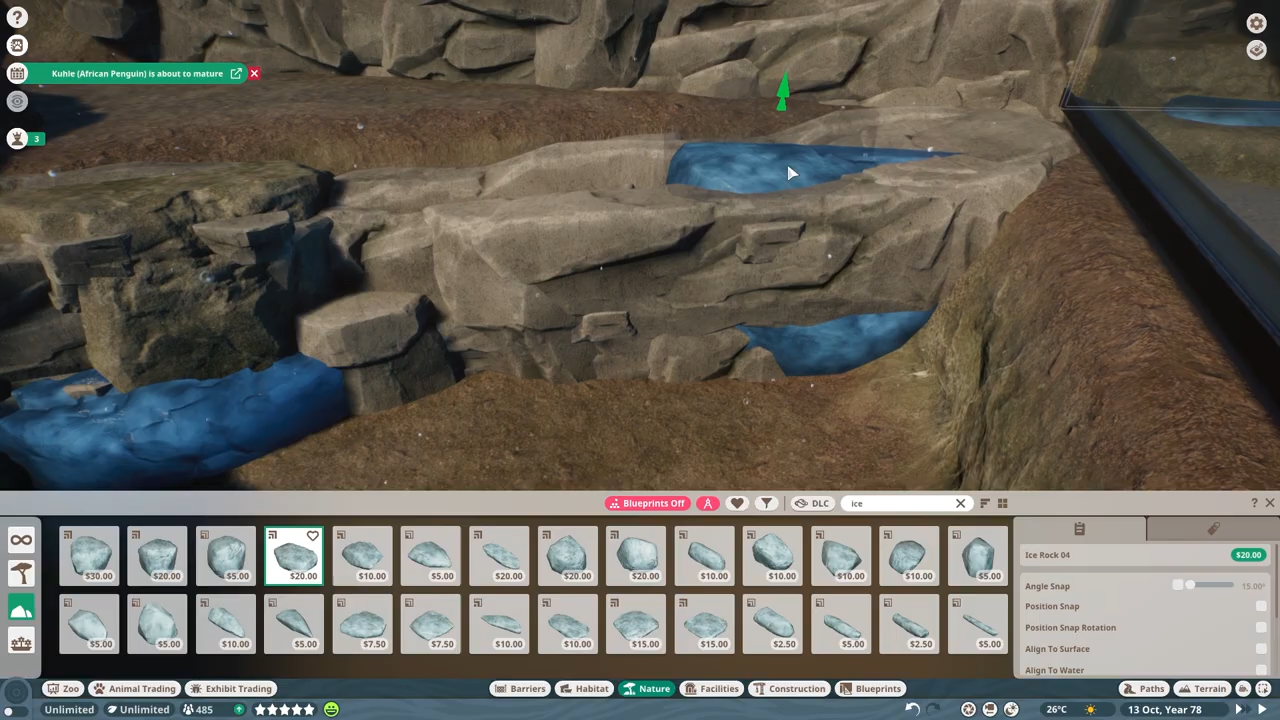 ?
Kuhle (African Penguin) is about to mature
3
Blueprints Off
DLC
ice
?
$30.00 $20.00 $5.00 $20.00 $10.00 $5.00 $20.00 $20.00 $20.00 $10.00 $10.00 $10.00 $10.00 $5.00
$5.00 $5.00 $10.00 $5.00 $7.50 $7.50 $10.00 $10.00 $15.00 $15.00 $2.50 $5.00 $2.50 $5.00
Ice Rock 04 $20.00
Angle Snap 15.00°
Position Snap
Position Snap Rotation
Align To Surface
Align To Water
Zoo Animal Trading Exhibit Trading Barriers Habitat Nature Facilities Construction Blueprints Paths Terrain
Unlimited Unlimited 485 26°C 13 Oct, Year 78